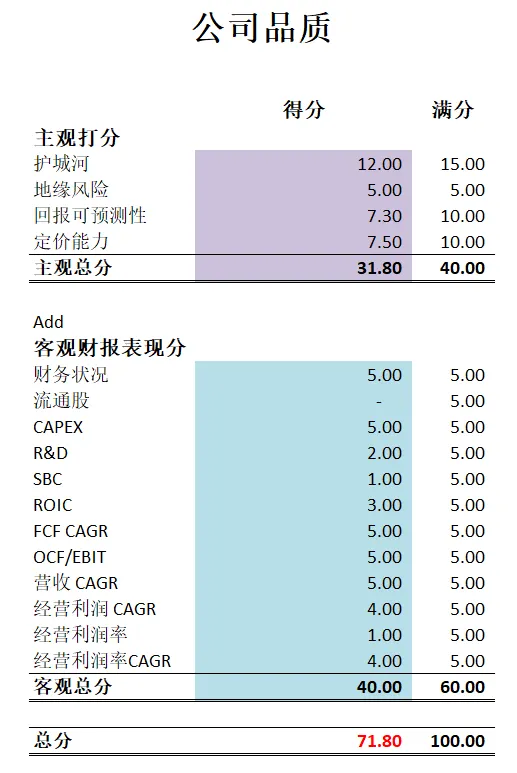 公司品质
得分 满分
主观打分
护城河 12.00 15.00
地缘风险 5.00 5.00
回报可预测性 7.30 10.00
定价能力 7.50 10.00
主观总分 31.80 40.00
Add
客观财报表现分
财务状况 5.00 5.00
流通股 - 5.00
CAPEX 5.00 5.00
R&D 2.00 5.00
SBC 1.00 5.00
ROIC 3.00 5.00
FCF CAGR 5.00 5.00
OCF/EBIT 5.00 5.00
营收 CAGR 5.00 5.00
经营利润 CAGR 4.00 5.00
经营利润率 1.00 5.00
经营利润率CAGR 4.00 5.00
客观总分 40.00 60.00
总分 71.80 100.00